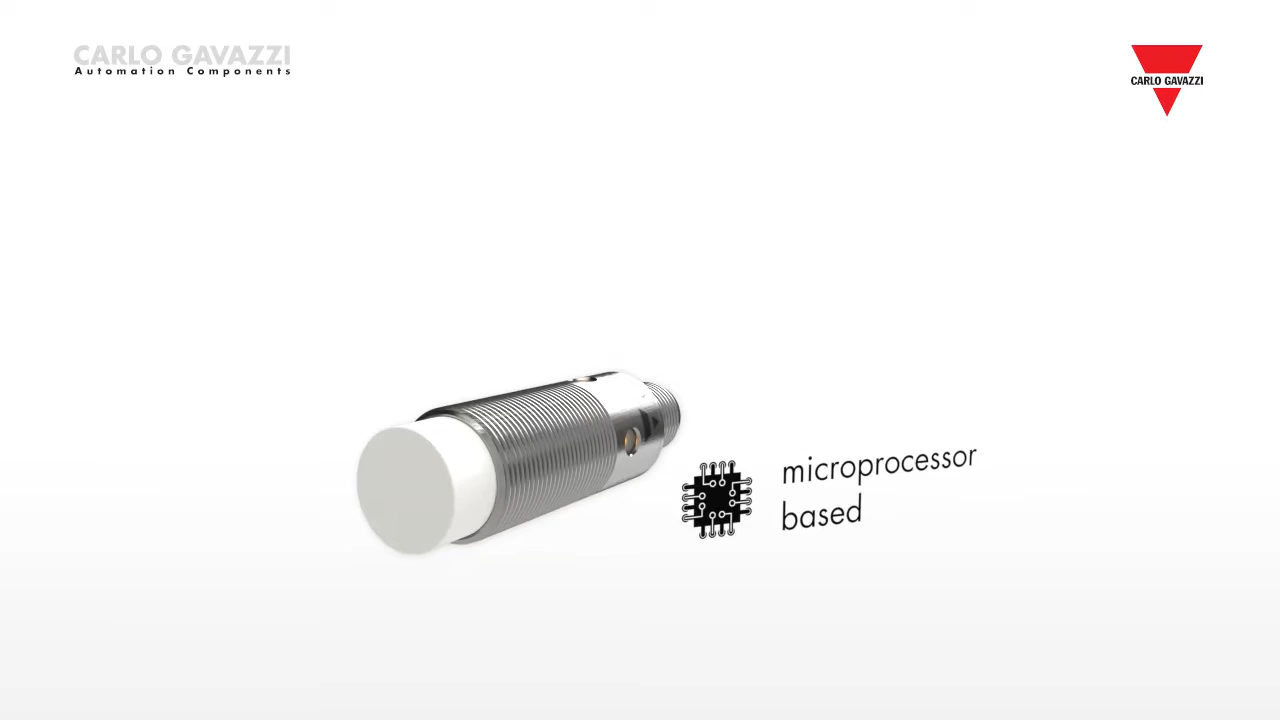 CARLO GAVAZZI
Automation Components
CARLO GAVAZZI
microprocessor
based